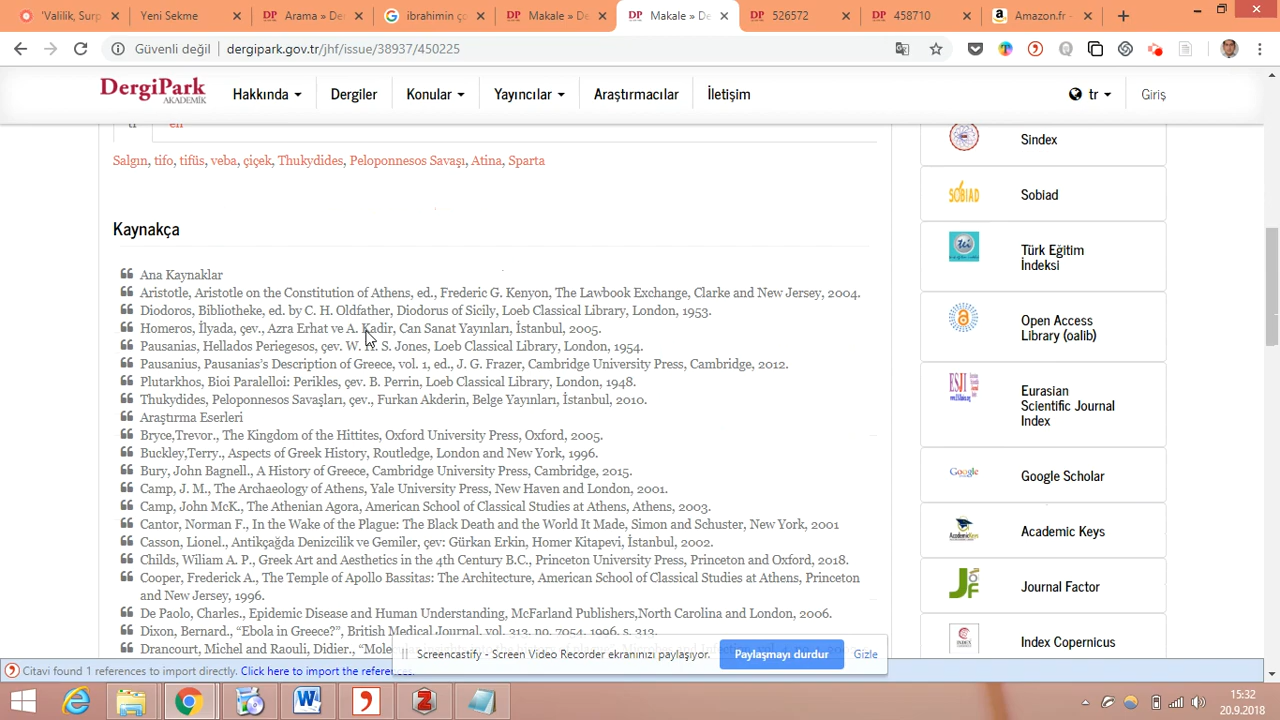 'Valilik, Surp
Yeni Sekme
Arama » De
ibrahimin ço
Makale » De
Makale » De
526572
458710
Amazon.fr -
Güvenli değil
dergipark.gov.tr/jhf/issue/38937/450225
DergiPark
AKADEMİK
Hakkında
Dergiler
Konular
Yayıncılar
Araştırmacılar
İletişim
tr
Giriş
tr
en
Salgın, tifo, tifüs, veba, çiçek, Thukydides, Peloponnesos Savaşı, Atina, Sparta
Kaynakça
Ana Kaynaklar
Aristotle, Aristotle on the Constitution of Athens, ed., Frederic G. Kenyon, The Lawbook Exchange, Clarke and New Jersey, 2004.
Diodoros, Bibliotheke, ed. by C. H. Oldfather, Diodorus of Sicily, Loeb Classical Library, London, 1953.
Homeros, İlyada, çev., Azra Erhat ve A. Kadir, Can Sanat Yayınları, İstanbul, 2005.
Pausanias, Hellados Periegesos, çev. W. H. S. Jones, Loeb Classical Library, London, 1954.
Pausanius, Pausanias's Description of Greece, vol. 1, ed., J. G. Frazer, Cambridge University Press, Cambridge, 2012.
Plutarkhos, Bioi Paralelloi: Perikles, çev. B. Perrin, Loeb Classical Library, London, 1948.
Thukydides, Peloponnesos Savaşları, çev., Furkan Akderin, Belge Yayınları, İstanbul, 2010.
Araştırma Eserleri
Bryce,Trevor., The Kingdom of the Hittites, Oxford University Press, Oxford, 2005.
Buckley,Terry., Aspects of Greek History, Routledge, London and New York, 1996.
Bury, John Bagnell., A History of Greece, Cambridge University Press, Cambridge, 2015.
Camp, J. M., The Archaeology of Athens, Yale University Press, New Haven and London, 2001.
Camp, John McK., The Athenian Agora, American School of Classical Studies at Athens, Athens, 2003.
Cantor, Norman F., In the Wake of the Plague: The Black Death and the World It Made, Simon and Schuster, New York, 2001
Casson, Lionel., Antikçağda Denizcilik ve Gemiler, çev: Gürkan Erkin, Homer Kitapevi, İstanbul, 2002.
Childs, Wiliam A. P., Greek Art and Aesthetics in the 4th Century B.C., Princeton University Press, Princeton and Oxford, 2018.
Cooper, Frederick A., The Temple of Apollo Bassitas: The Architecture, American School of Classical Studies at Athens, Princeton
and New Jersey, 1996.
De Paolo, Charles., Epidemic Disease and Human Understanding, McFarland Publishers,North Carolina and London, 2006.
Dixon, Bernard., "Ebola in Greece?", British Medical Journal, vol. 313, no. 7054, 1996, s. 313.
Drancourt, Michel and Raouli, Didier., "Mole
Sindex
SOBIAD
Sobiad
Türk Eğitim
İndeksi
Open Access
Library (oalib)
ESJI
Eurasian
Scientific Journal
Index
Google
Google Scholar
Academic Keys
Journal Factor
Index Copernicus
Screencastify - Screen Video Recorder ekranınızı paylaşıyor.
Paylaşmayı durdur
Gizle
Citavi found 1 references to import directly. Click here to import the references.
15:32
20.9.2018